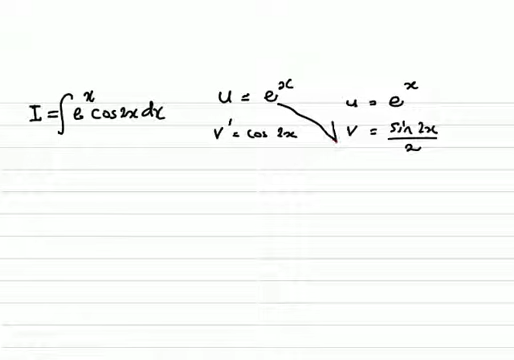 I = ∫ e^x cos2x dx
u = e^x
v' = cos 2x
u = e^x
v = sin 2x / 2